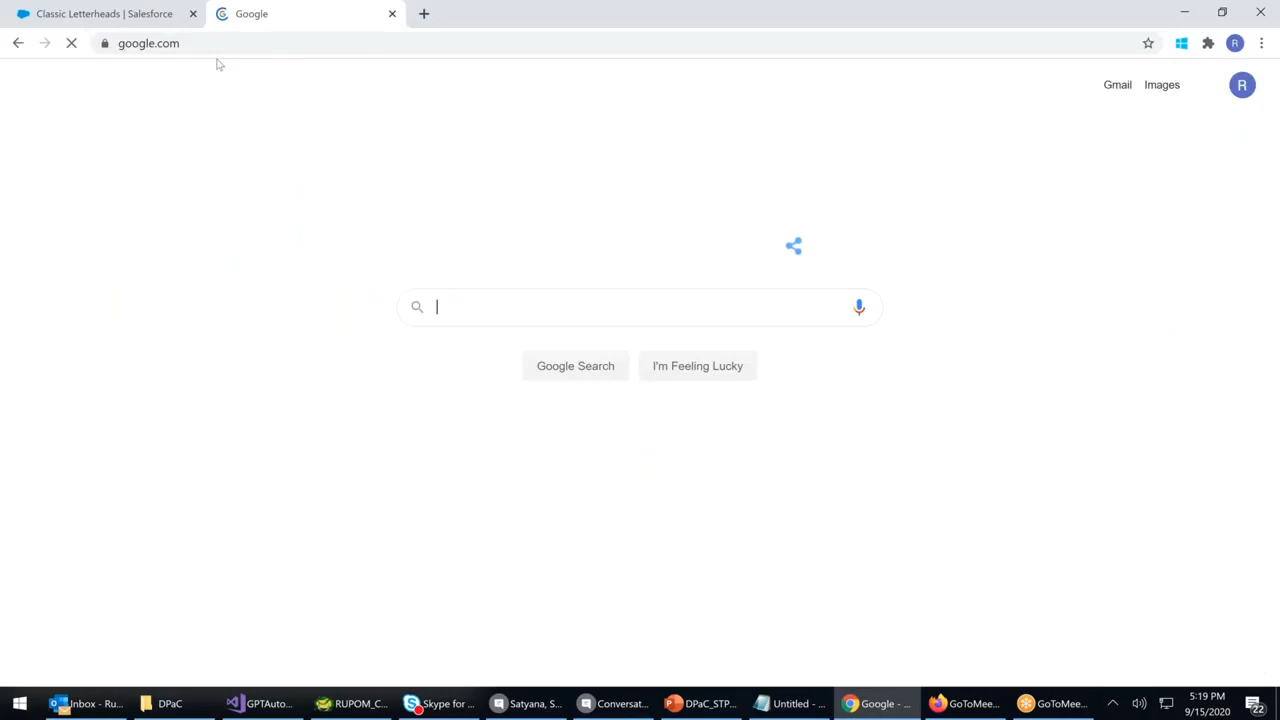 Classic Letterheads | Salesforce
Google
google.com
R
Gmail
Images
R
Google Search
I'm Feeling Lucky
Inbox - Ru...
DPaC
GPTAuto...
RUPOM_C...
Skype for ...
Satyana, S...
Conversat...
DPaC_STP...
Untitled - ...
Google - ...
GoToMee...
GoToMee...
5:19 PM
9/15/2020
22